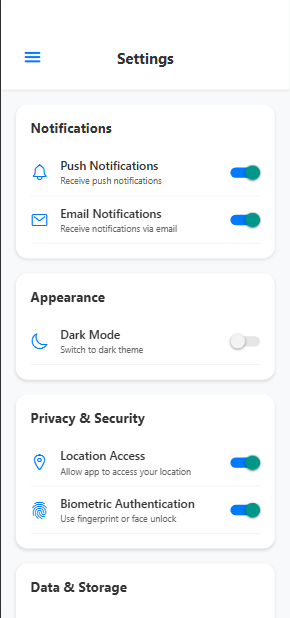 Settings
Notifications
Push Notifications
Receive push notifications
Email Notifications
Receive notifications via email
Appearance
Dark Mode
Switch to dark theme
Privacy & Security
Location Access
Allow app to access your location
Biometric Authentication
Use fingerprint or face unlock
Data & Storage